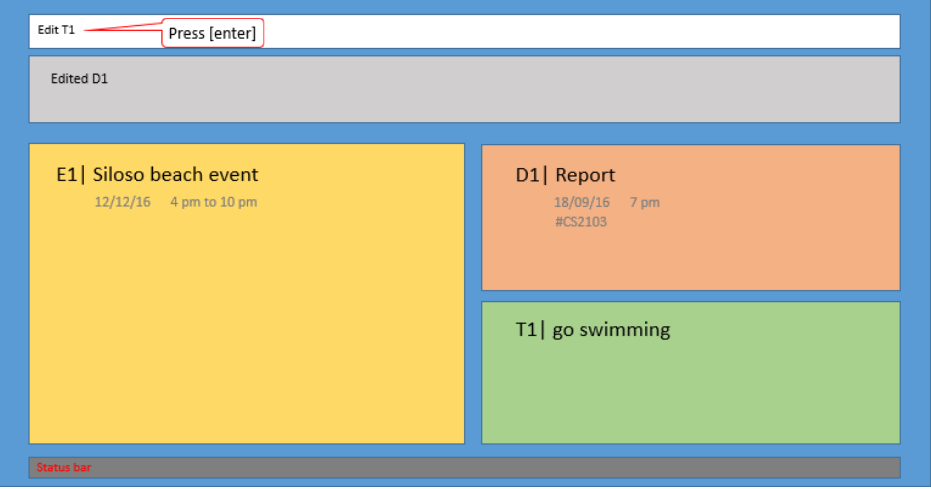 Edit T1
Press [enter]
Edited D1
E1| Siloso beach event
12/12/16 4 pm to 10 pm
D1| Report
18/09/16 7 pm
#CS2103
T1| go swimming
Status bar